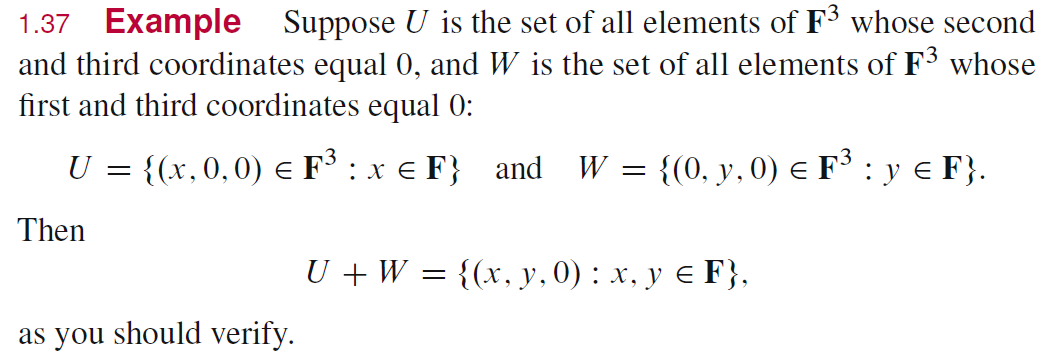 1.37 Example Suppose U is the set of all elements of F³ whose second
and third coordinates equal 0, and W is the set of all elements of F³ whose
first and third coordinates equal 0:
U = {(x, 0, 0) ∈ F³ : x ∈ F} and W = {(0, y, 0) ∈ F³ : y ∈ F}.
Then
U + W = {(x, y, 0) : x, y ∈ F},
as you should verify.